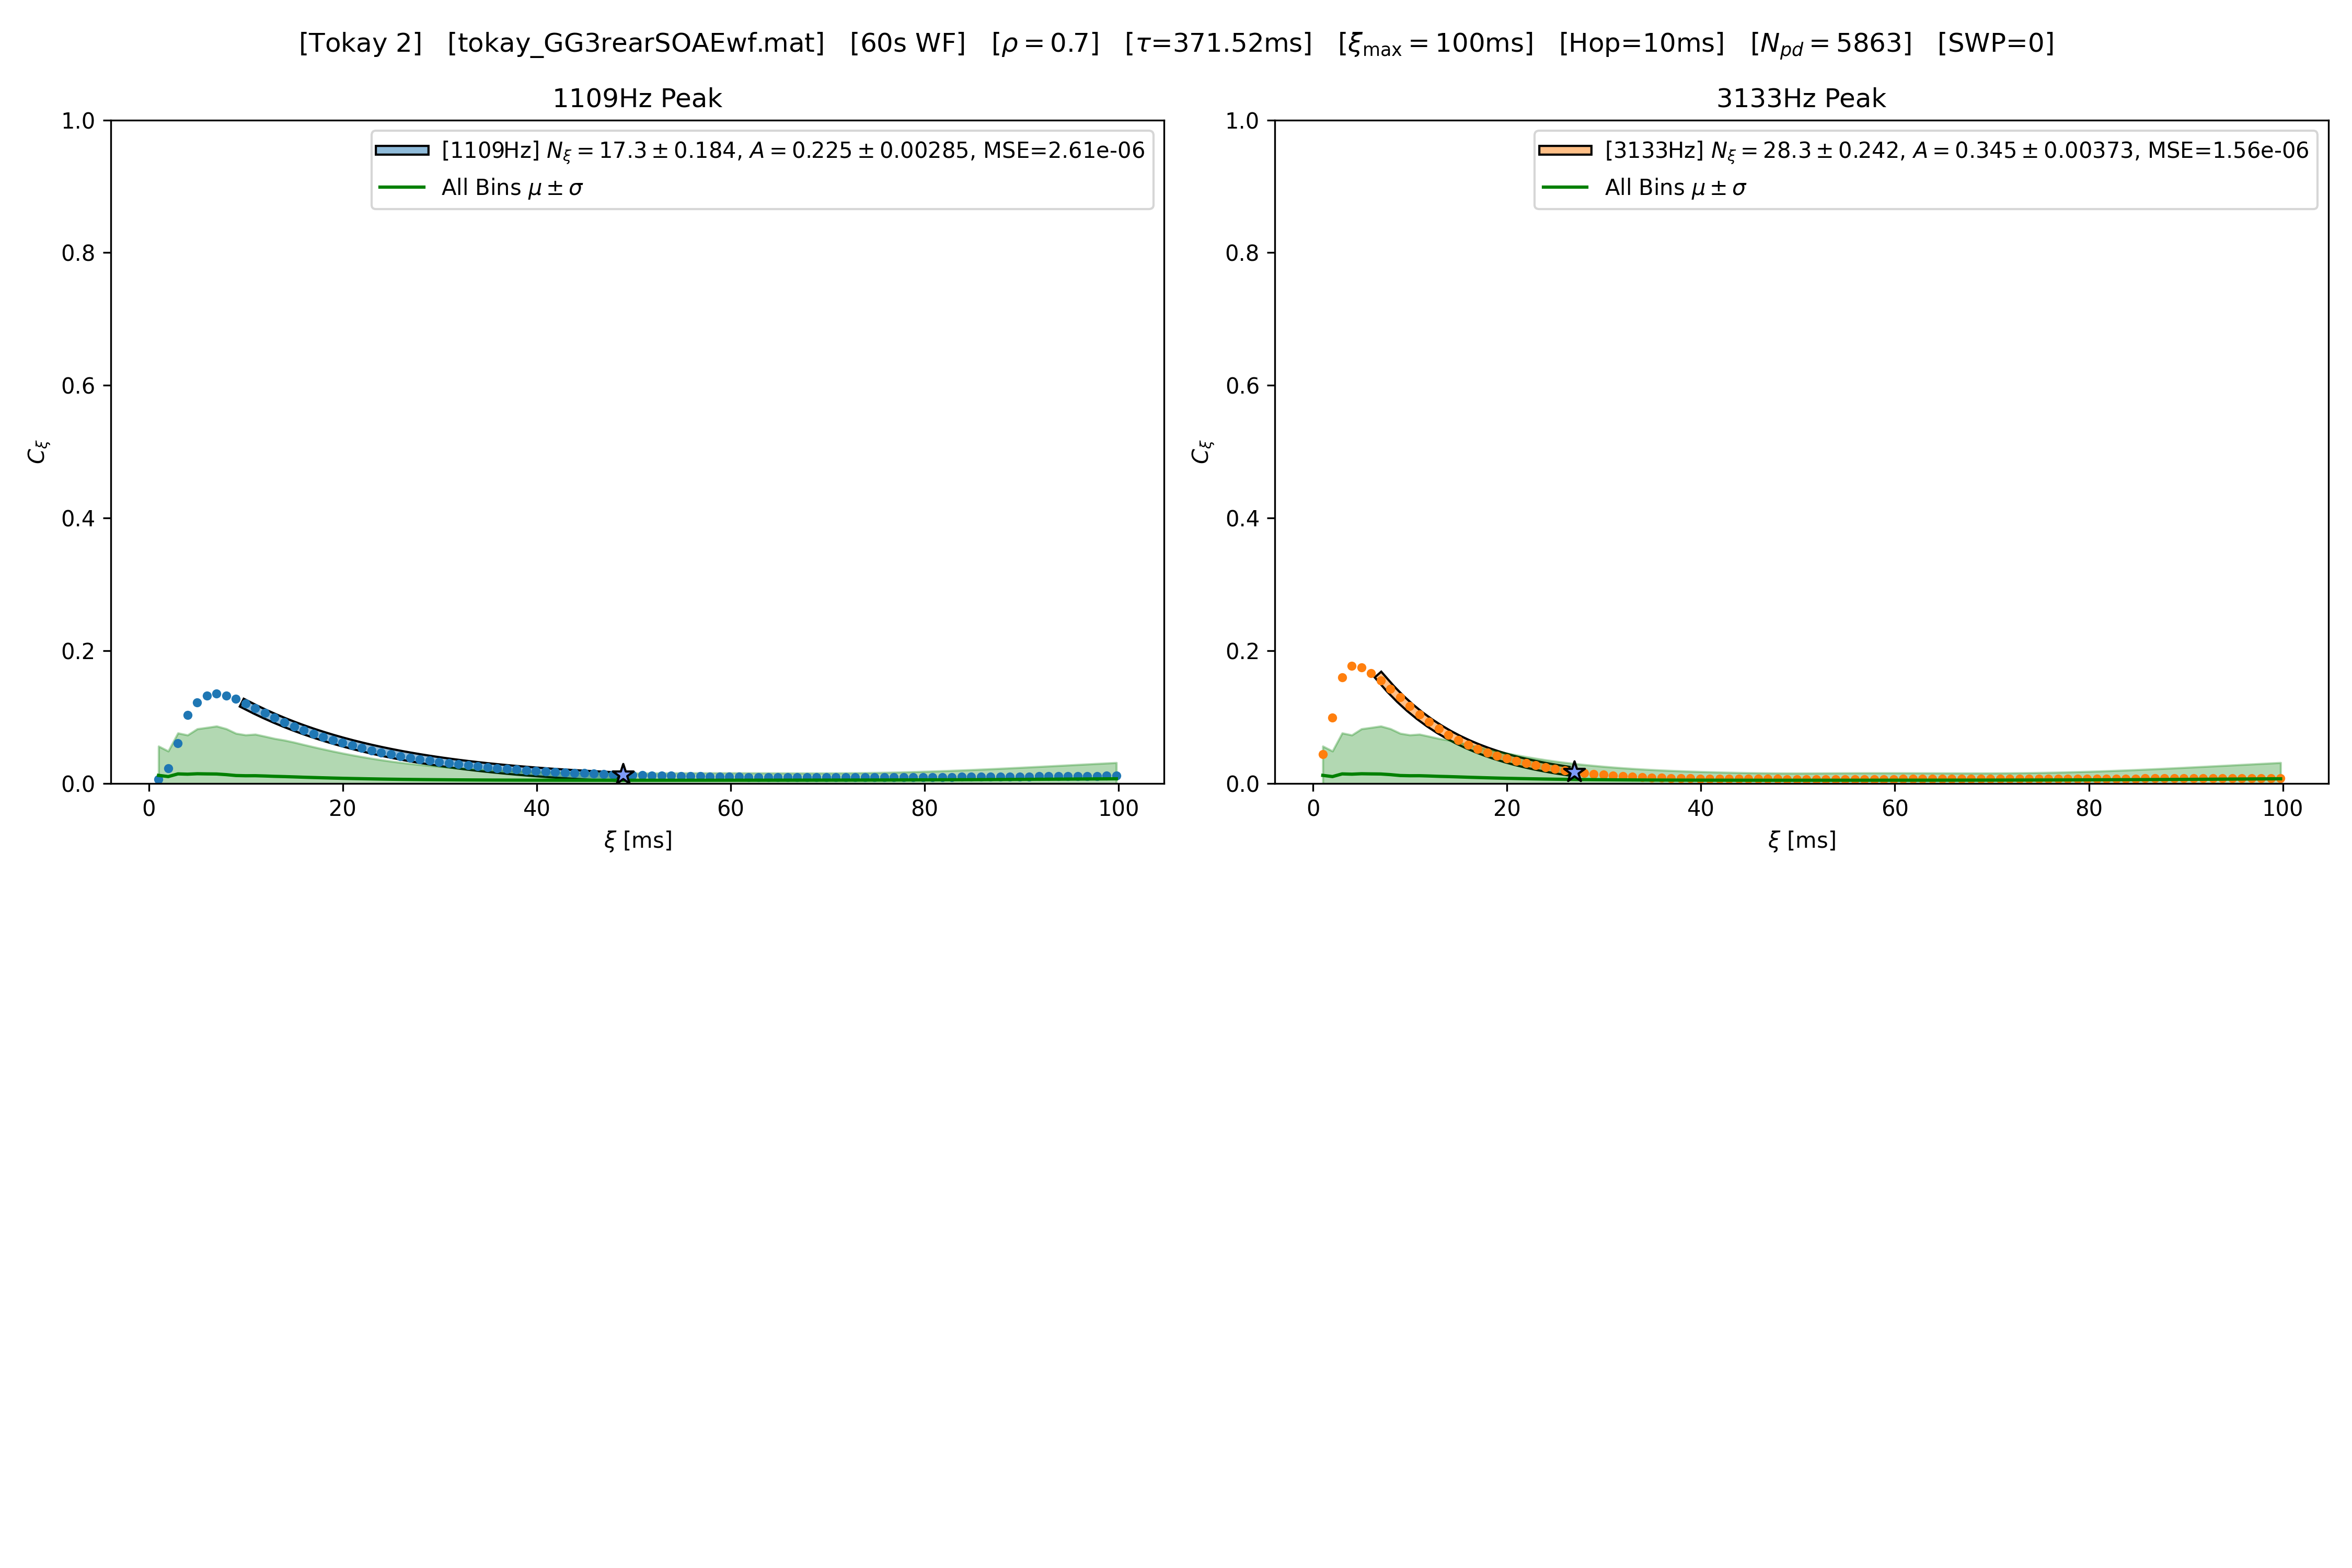 [Tokay 2]   [tokay_GG3rearSOAEwf.mat]   [60s WF]   [ρ = 0.7]   [τ=371.52ms]   [ξmax = 100ms]   [Hop=10ms]   [Npd = 5863]   [SWP=0]
1109Hz Peak
[1109Hz] Nξ = 17.3 ± 0.184, A = 0.225 ± 0.00285, MSE=2.61e-06
All Bins μ ± σ
1.0
0.8
0.6
0.4
0.2
0.0
Cξ
0 20 40 60 80 100
ξ [ms]
3133Hz Peak
[3133Hz] Nξ = 28.3 ± 0.242, A = 0.345 ± 0.00373, MSE=1.56e-06
All Bins μ ± σ
1.0
0.8
0.6
0.4
0.2
0.0
Cξ
0 20 40 60 80 100
ξ [ms]